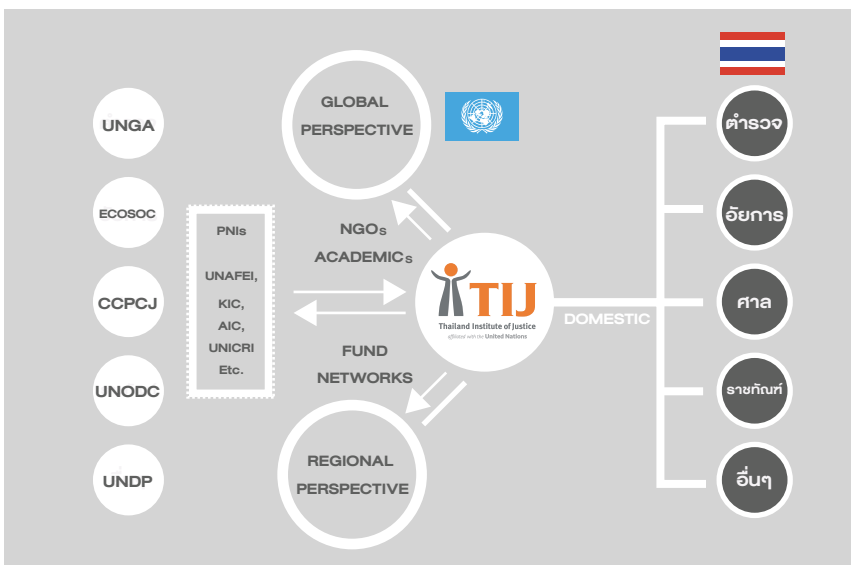 UNGA
ECOSOC
CCPCJ
UNODC
UNDP
PNIs
UNAFEI,
KIC,
AIC,
UNICRI
Etc.
GLOBAL
PERSPECTIVE
NGOs
ACADEMICs
FUND
NETWORKS
REGIONAL
PERSPECTIVE
TIJ
Thailand Institute of Justice
affiliated with the United Nations
DOMESTIC
ตำรวจ
อัยการ
ศาล
ราชทัณฑ์
อื่นๆ